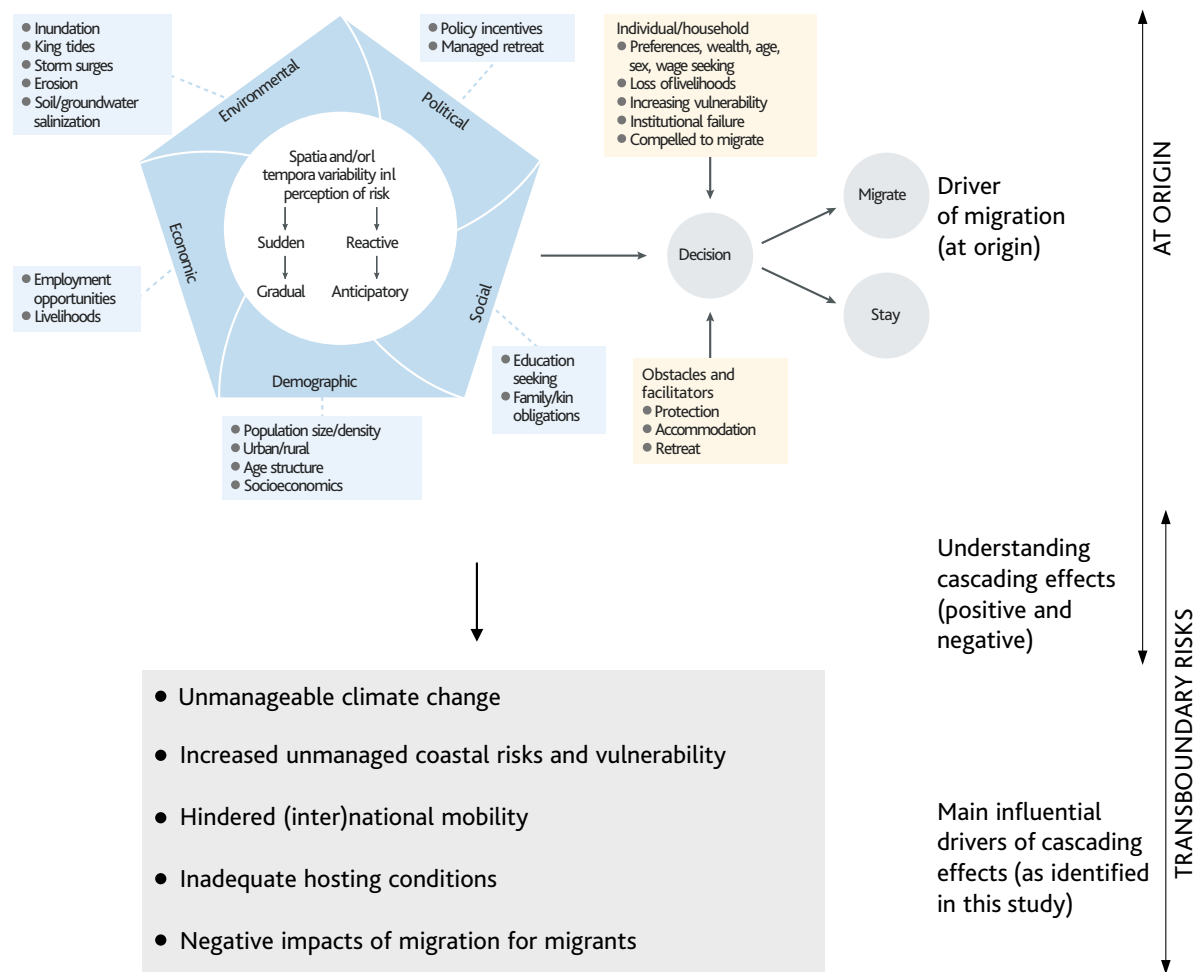 Inundation
King tides
Storm surges
Erosion
Soil/groundwater
salinization
Environmental
Policy incentives
Managed retreat
Political
Spatia and/orl
tempora variability inl
perception of risk
Sudden
Reactive
Gradual
Anticipatory
Economic
Employment
opportunities
Livelihoods
Social
Education
seeking
Family/kin
obligations
Demographic
Population size/density
Urban/rural
Age structure
Socioeconomics
Individual/household
Preferences, wealth, age,
sex, wage seeking
Loss oflivelihoods
Increasing vulnerability
Institutional failure
Compelled to migrate
Decision
Obstacles and
facilitators
Protection
Accommodation
Retreat
Migrate
Stay
Driver
of migration
(at origin)
AT ORIGIN
Understanding
cascading effects
(positive and
negative)
TRANSBOUNDARY RISKS
Unmanageable climate change
Increased unmanaged coastal risks and vulnerability
Hindered (inter)national mobility
Inadequate hosting conditions
Negative impacts of migration for migrants
Main influential
drivers of cascading
effects (as identified
in this study)